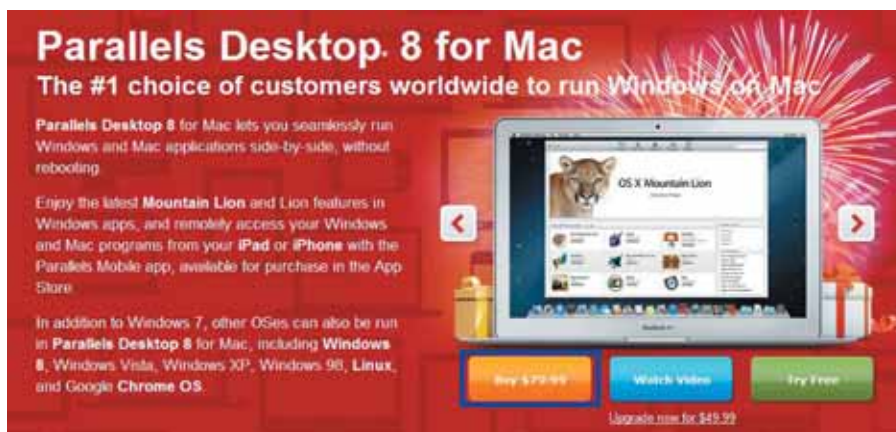 Parallels Desktop. 8 for Mac
The #1 choice of customers worldwide to run Windows on Mac
Parallels Desktop 8 for Mac lets you seamlessly run
Windows and Mac applications side-by-side, without
rebooting.
Enjoy the latest Mountain Lion and Lion features in
Windows apps, and remotely access your Windows
and Mac programs from your iPad or iPhone with the
Parallels Mobile app, available for purchase in the App
Store.
In addition to Windows 7, other OSes can also be run
in Parallels Desktop 8 for Mac, including Windows
8, Windows Vista, Windows XP, Windows 98, Linux,
and Google Chrome OS.
OS X Mountain Lion
MacBook Air
Buy $79.99
Watch Video
Try Free
Upgrade now for $49.99